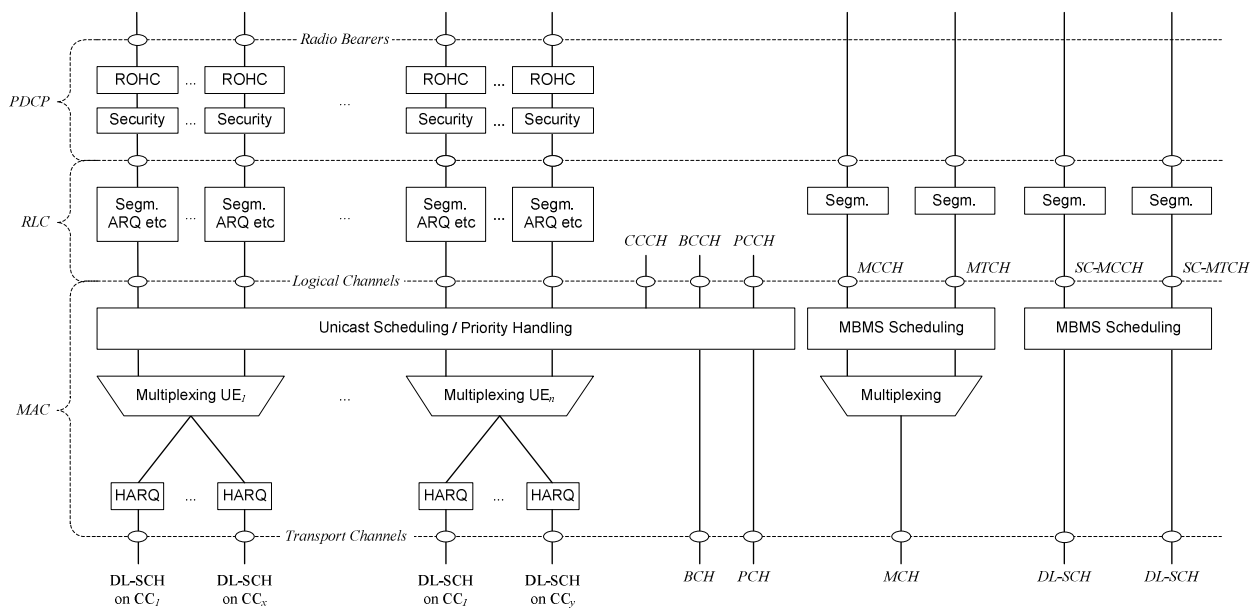 Radio Bearers
ROHC ... ROHC ROHC ... ROHC
PDCP ...
Security ... Security Security ... Security
Segm. Segm. Segm. Segm. Segm. Segm. Segm. Segm.
ARQ etc ... ARQ etc ... ARQ etc ... ARQ etc
RLC
CCCH BCCH PCCH
MCCH MTCH SC-MCCH SC-MTCH
Logical Channels
Unicast Scheduling / Priority Handling MBMS Scheduling MBMS Scheduling
Multiplexing UE1 ... Multiplexing UEn Multiplexing
MAC
HARQ ... HARQ HARQ ... HARQ
Transport Channels
DL-SCH DL-SCH DL-SCH DL-SCH BCH PCH MCH DL-SCH DL-SCH
on CC1 on CCx on CC1 on CCy